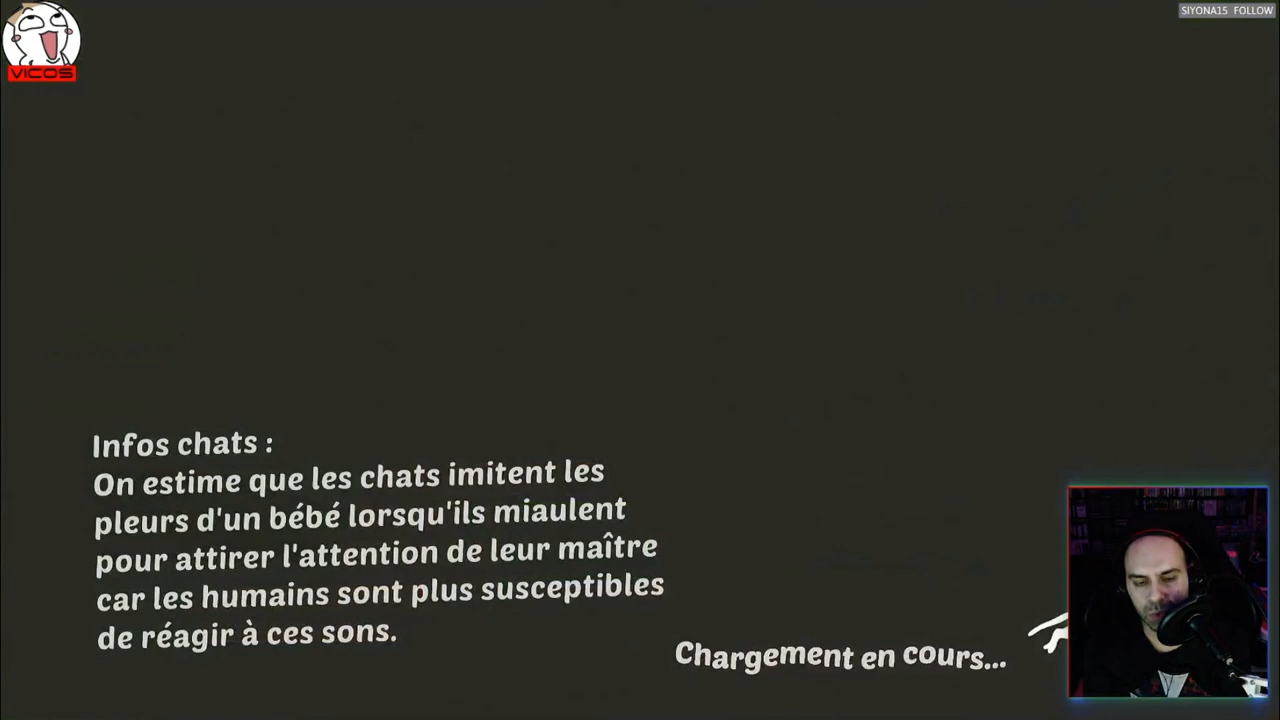 VICOS
SIYONA15 FOLLOW
Infos chats :
On estime que les chats imitent les
pleurs d'un bébé lorsqu'ils miaulent
pour attirer l'attention de leur maître
car les humains sont plus susceptibles
de réagir à ces sons.
Chargement en cours...